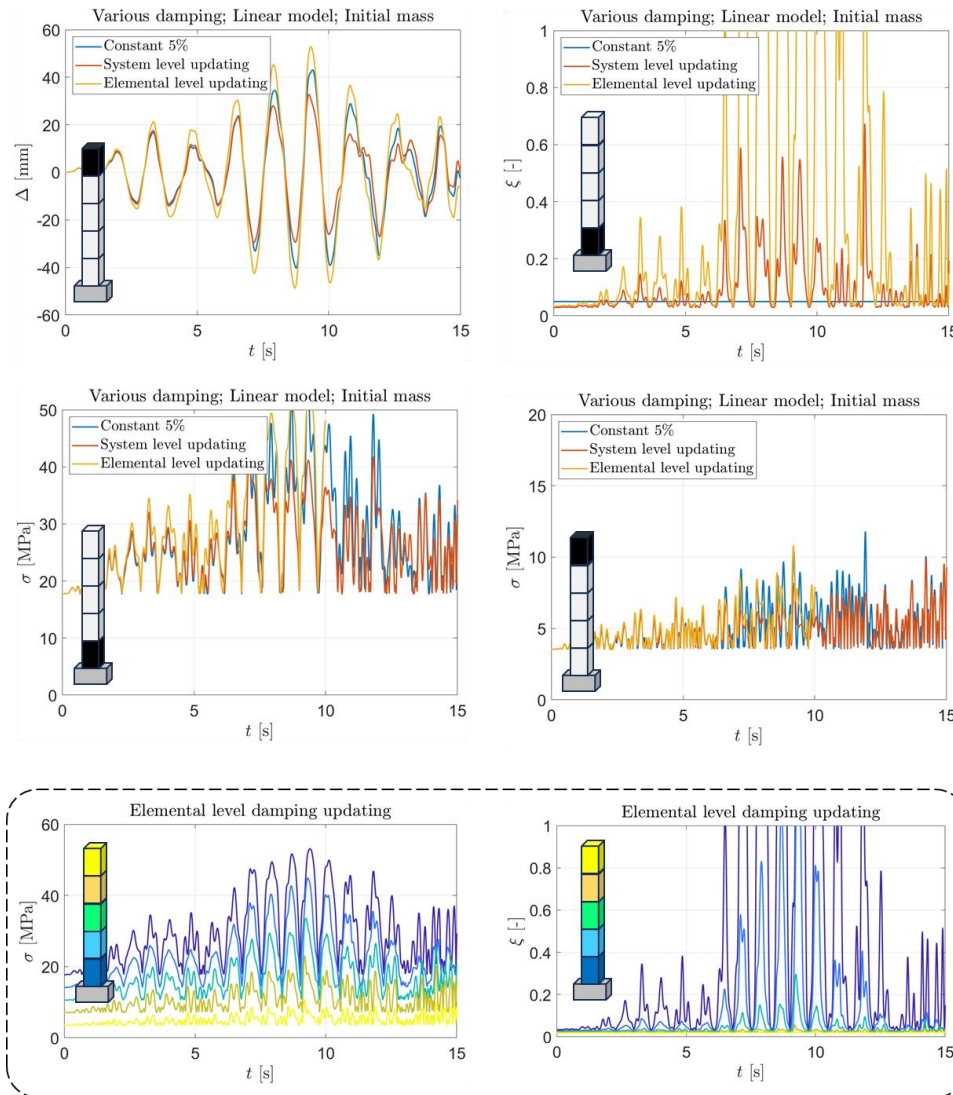 Various damping; Linear model; Initial mass
Constant 5%
System level updating
Elemental level updating
60
40
20
0
-20
-40
-60
Δ [mm]
0
5
10
15
t [s]
Various damping; Linear model; Initial mass
Constant 5%
System level updating
Elemental level updating
1
0.8
0.6
0.4
0.2
0
ξ [-]
0
5
10
15
t [s]
Various damping; Linear model; Initial mass
Constant 5%
System level updating
Elemental level updating
50
40
30
20
10
0
σ [MPa]
0
5
10
15
t [s]
Various damping; Linear model; Initial mass
Constant 5%
System level updating
Elemental level updating
20
15
10
5
0
σ [MPa]
0
5
10
15
t [s]
Elemental level damping updating
60
40
20
0
σ [MPa]
0
5
10
15
t [s]
Elemental level damping updating
1
0.8
0.6
0.4
0.2
0
ξ [-]
0
5
10
15
t [s]